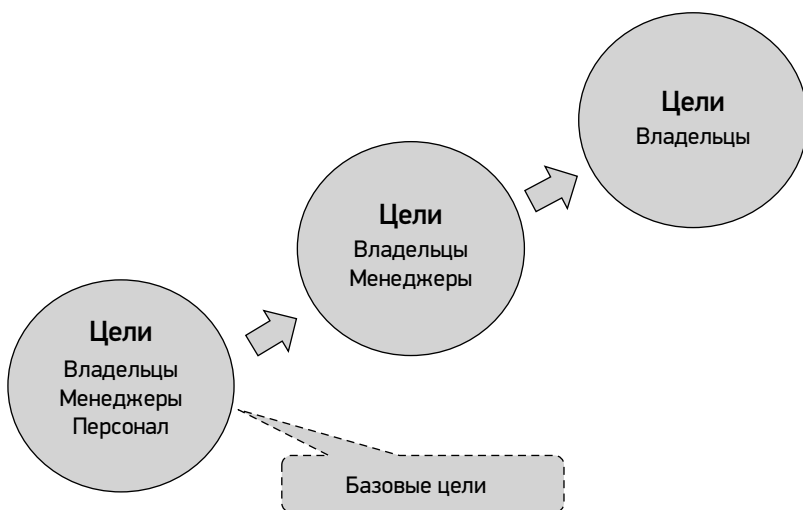 Цели
Владельцы
Цели
Владельцы
Менеджеры
Цели
Владельцы
Менеджеры
Персонал
Базовые цели